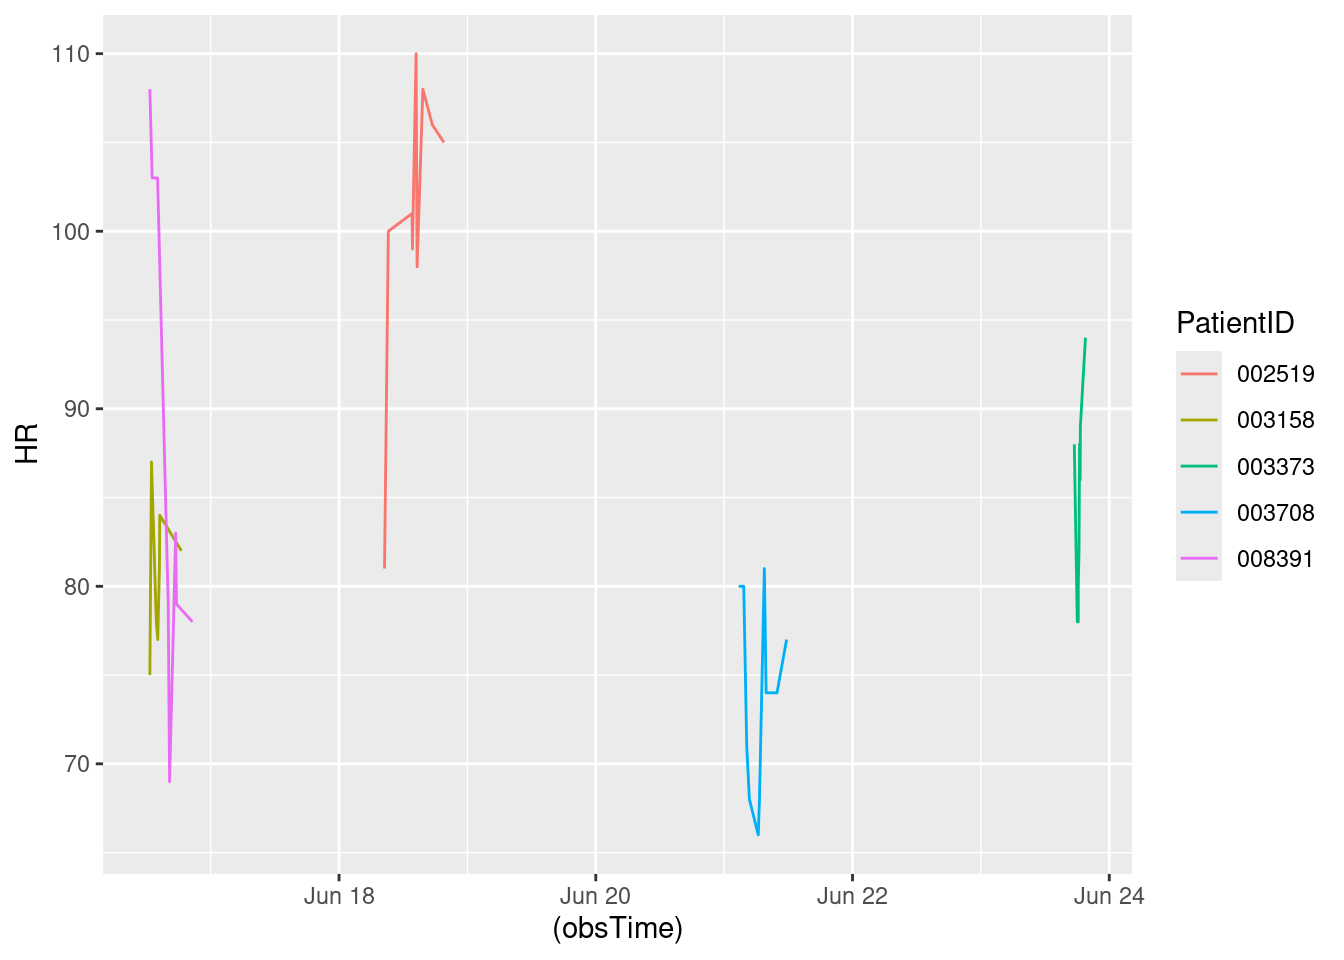 110
100
90
80
70
HR
Jun 18
Jun 20
Jun 22
Jun 24
(obsTime)
PatientID
002519
003158
003373
003708
008391